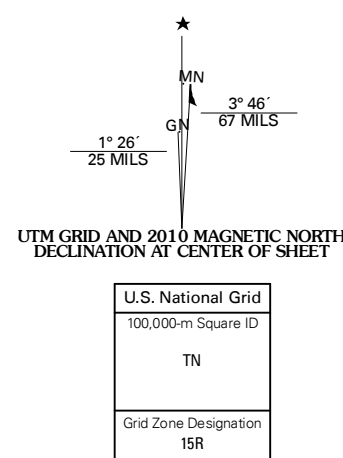 ★
MN
3° 46´
67 MILS
GN
1° 26´
25 MILS
UTM GRID AND 2010 MAGNETIC NORTH
DECLINATION AT CENTER OF SHEET
U.S. National Grid
100,000-m Square ID
TN
Grid Zone Designation
15R